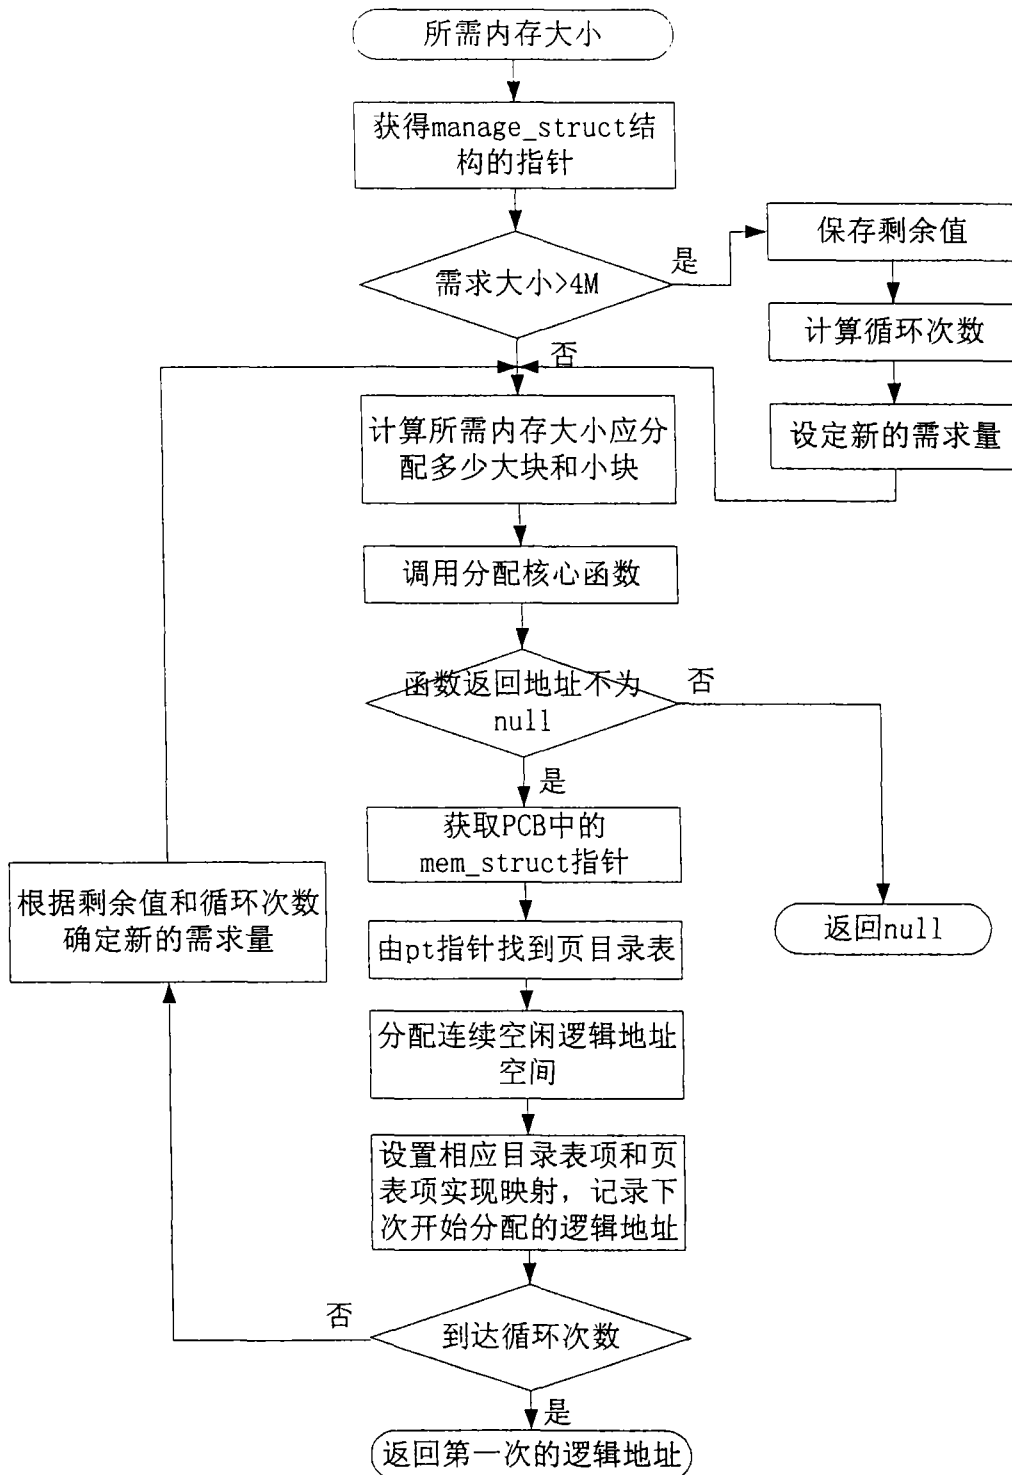 所需内存大小
获得manage_struct结
构的指针
需求大小>4M
是
保存剩余值
计算循环次数
设定新的需求量
否
计算所需内存大小应分
配多少大块和小块
调用分配核心函数
函数返回地址不为
null
否
返回null
是
获取PCB中的
mem_struct指针
由pt指针找到页目录表
分配连续空闲逻辑地址
空间
设置相应目录表项和页
表项实现映射，记录下
次开始分配的逻辑地址
到达循环次数
否
根据剩余值和循环次数
确定新的需求量
是
返回第一次的逻辑地址